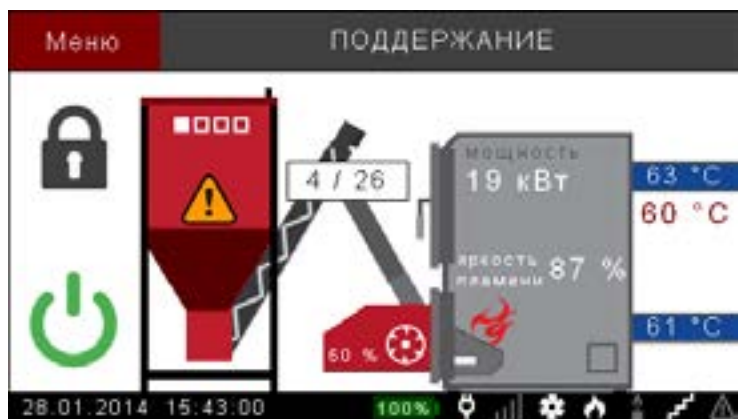 Меню
ПОДДЕРЖАНИЕ
мощность
19 кВт
4 / 26
63 °C
60 °C
яркость
пламени
87 %
61 °C
60 %
28.01.2014 15:43:00
100%